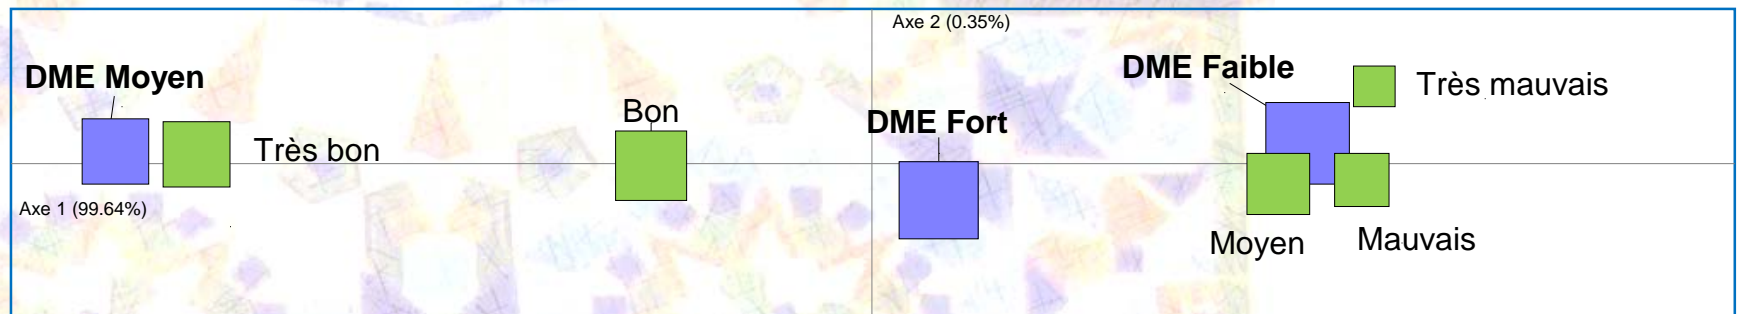 Axe 2 (0.35%)
DME Moyen
DME Faible
Très mauvais
Bon
DME Fort
Très bon
Axe 1 (99.64%)
Moyen
Mauvais